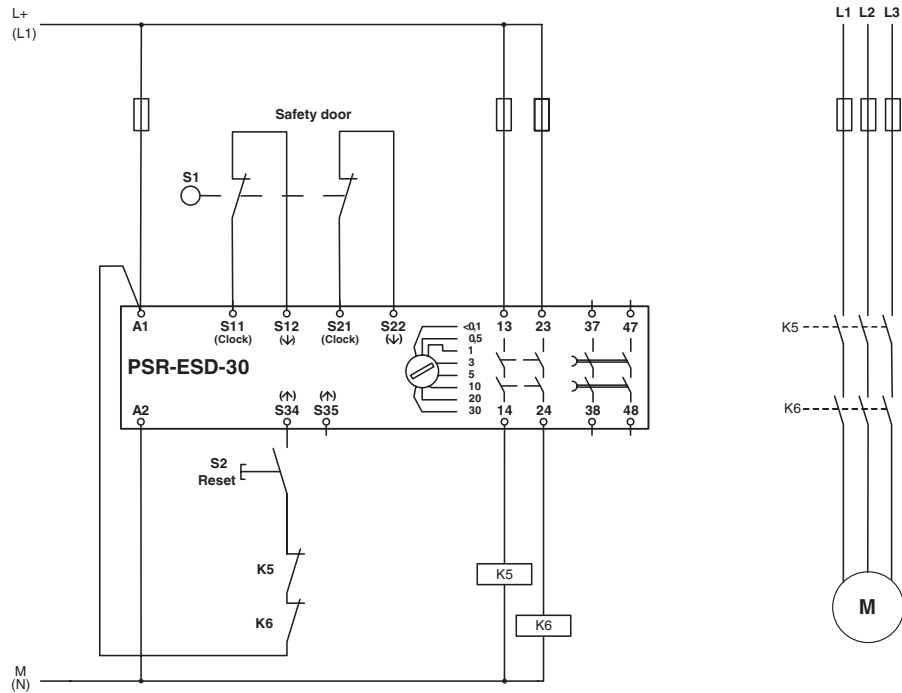 L+
(L1)
L1 L2 L3
Safety door
S1
A1 S11 S12 S21 S22 <0,1 13 23 37 47
(Clock) (↓) (Clock) (↓) 0,5
1
PSR-ESD-30
3
5
10
20
30
(↑) (↑)
A2 S34 S35 14 24 38 48
K5
K6
S2
Reset
K5 K5
K6 K6
M
M
(N)